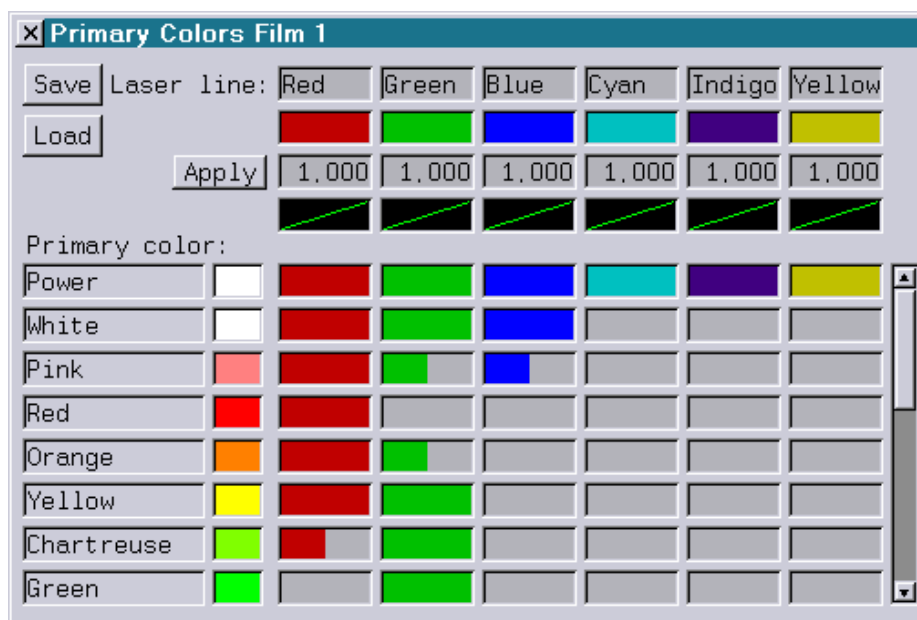 Primary Colors Film 1
Save Laser line: Red Green Blue Cyan Indigo Yellow
Load
Apply 1.000 1.000 1.000 1.000 1.000 1.000
Primary color:
Power
White
Pink
Red
Orange
Yellow
Chartreuse
Green